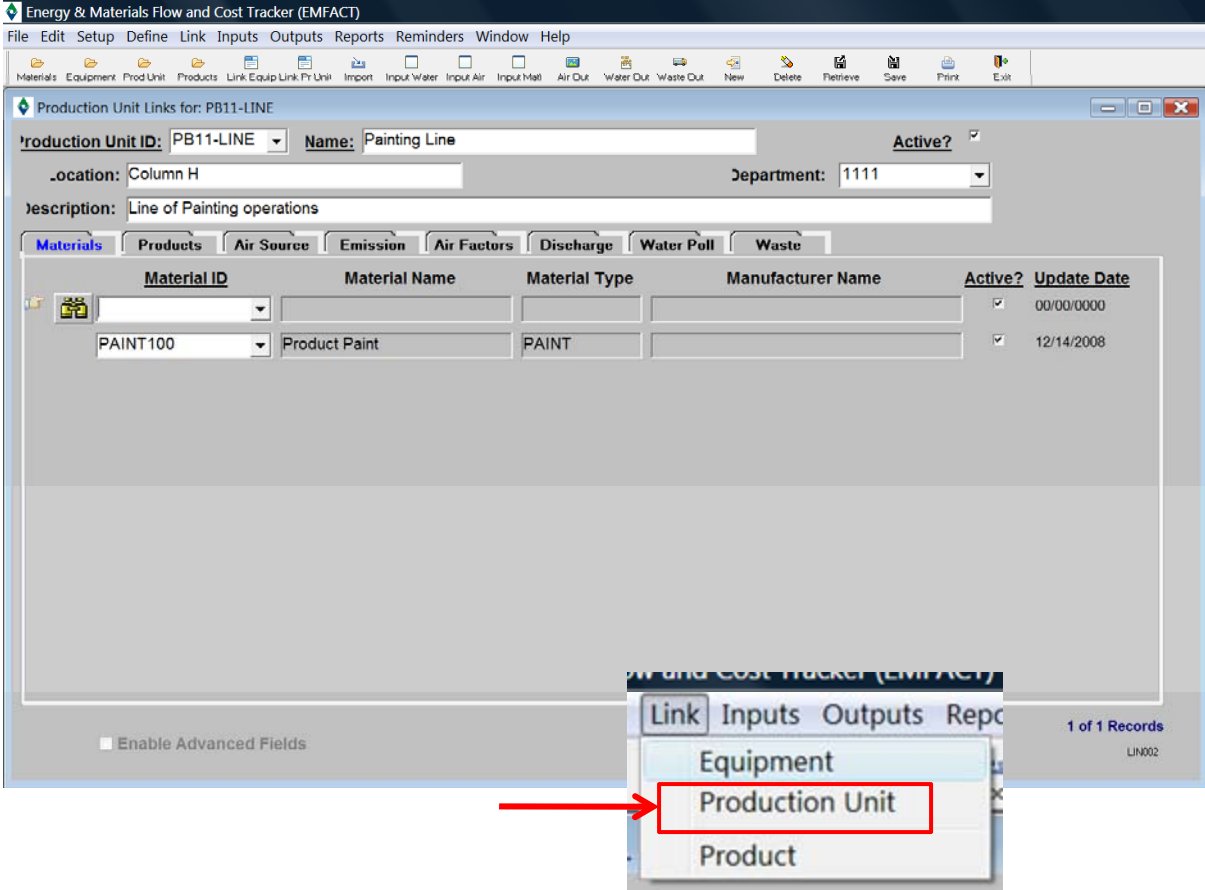 Energy & Materials Flow and Cost Tracker (EMFACT)
File Edit Setup Define Link Inputs Outputs Reports Reminders Window Help
Materials Equipment Prod Unit Products Link Equip Link Pr Unit Import Input Water Input Air Input Matl Air Out Water Out Waste Out New Delete Retrieve Save Print Exit
Production Unit Links for: PB11-LINE
Production Unit ID: PB11-LINE Name: Painting Line Active?
Location: Column H Department: 1111
Description: Line of Painting operations
Materials Products Air Source Emission Air Factors Discharge Water Poll Waste
Material ID Material Name Material Type Manufacturer Name Active? Update Date
00/00/0000
PAINT100 Product Paint PAINT 12/14/2008
Enable Advanced Fields
1 of 1 Records
LIN002
ow and Cost Tracker (EMFACT)
Link Inputs Outputs Repo
Equipment
Production Unit
Product